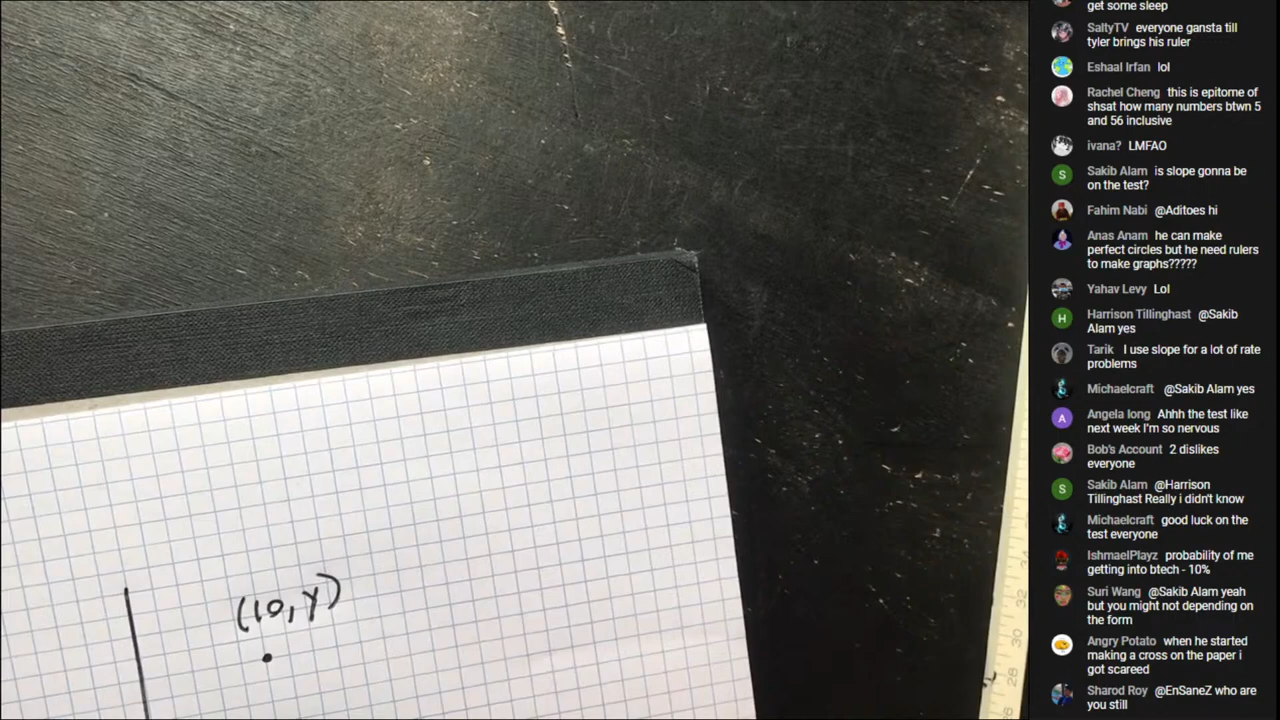 get some sleep
SaltyTV everyone gansta till
tyler brings his ruler
Eshaal Irfan lol
Rachel Cheng this is epitome of
shsat how many numbers btwn 5
and 56 inclusive
ivana? LMFAO
S
Sakib Alam is slope gonna be
on the test?
Fahim Nabi @Aditoes hi
Anas Anam he can make
perfect circles but he need rulers
to make graphs?????
Yahav Levy Lol
H
Harrison Tillinghast @Sakib
Alam yes
Tarik I use slope for a lot of rate
problems
Michaelcraft @Sakib Alam yes
A
Angela Iong Ahhh the test like
next week I'm so nervous
Bob's Account 2 dislikes
everyone
S
Sakib Alam @Harrison
Tillinghast Really i didn't know
Michaelcraft good luck on the
test everyone
IshmaelPlayz probability of me
getting into btech - 10%
Suri Wang @Sakib Alam yeah
but you might not depending on
the form
Angry Potato when he started
making a cross on the paper i
got scareed
Sharod Roy @EnSaneZ who are
you still
(10, Y)
32
30
28